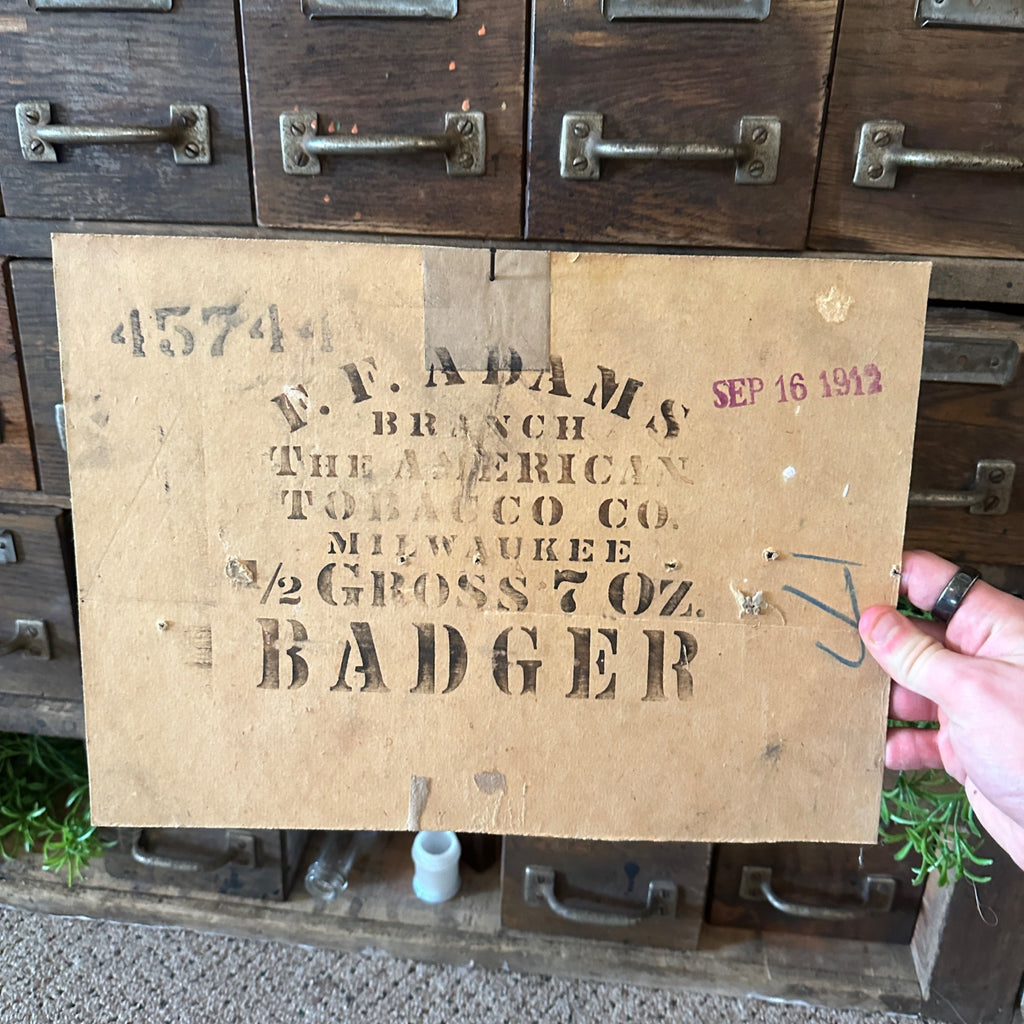 45744
F. F. ADAMS
SEP 16 1912
BRANCH
THE AMERICAN
TOBACCO CO.
MILWAUKEE
1/2 GROSS 7 OZ.
BADGER